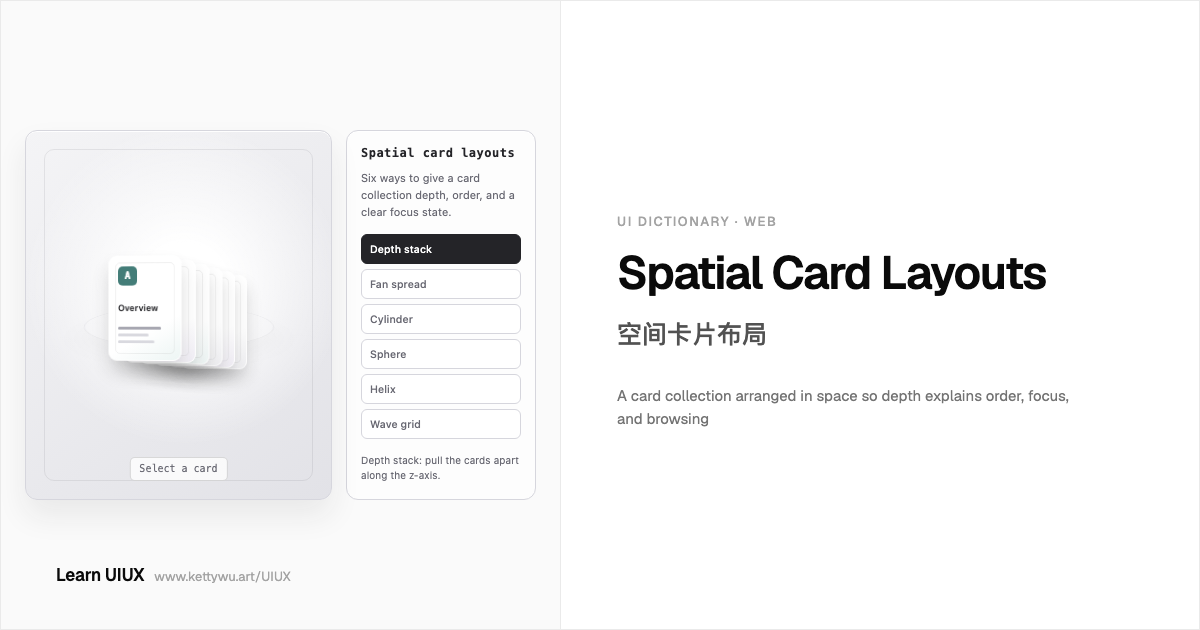 A
Overview
Select a card
Spatial card layouts
Six ways to give a card
collection depth, order, and a
clear focus state.
Depth stack
Fan spread
Cylinder
Sphere
Helix
Wave grid
Depth stack: pull the cards apart
along the z-axis.
Learn UIUX www.kettywu.art/UIUX
UI DICTIONARY · WEB
Spatial Card Layouts
空间卡片布局
A card collection arranged in space so depth explains order, focus,
and browsing